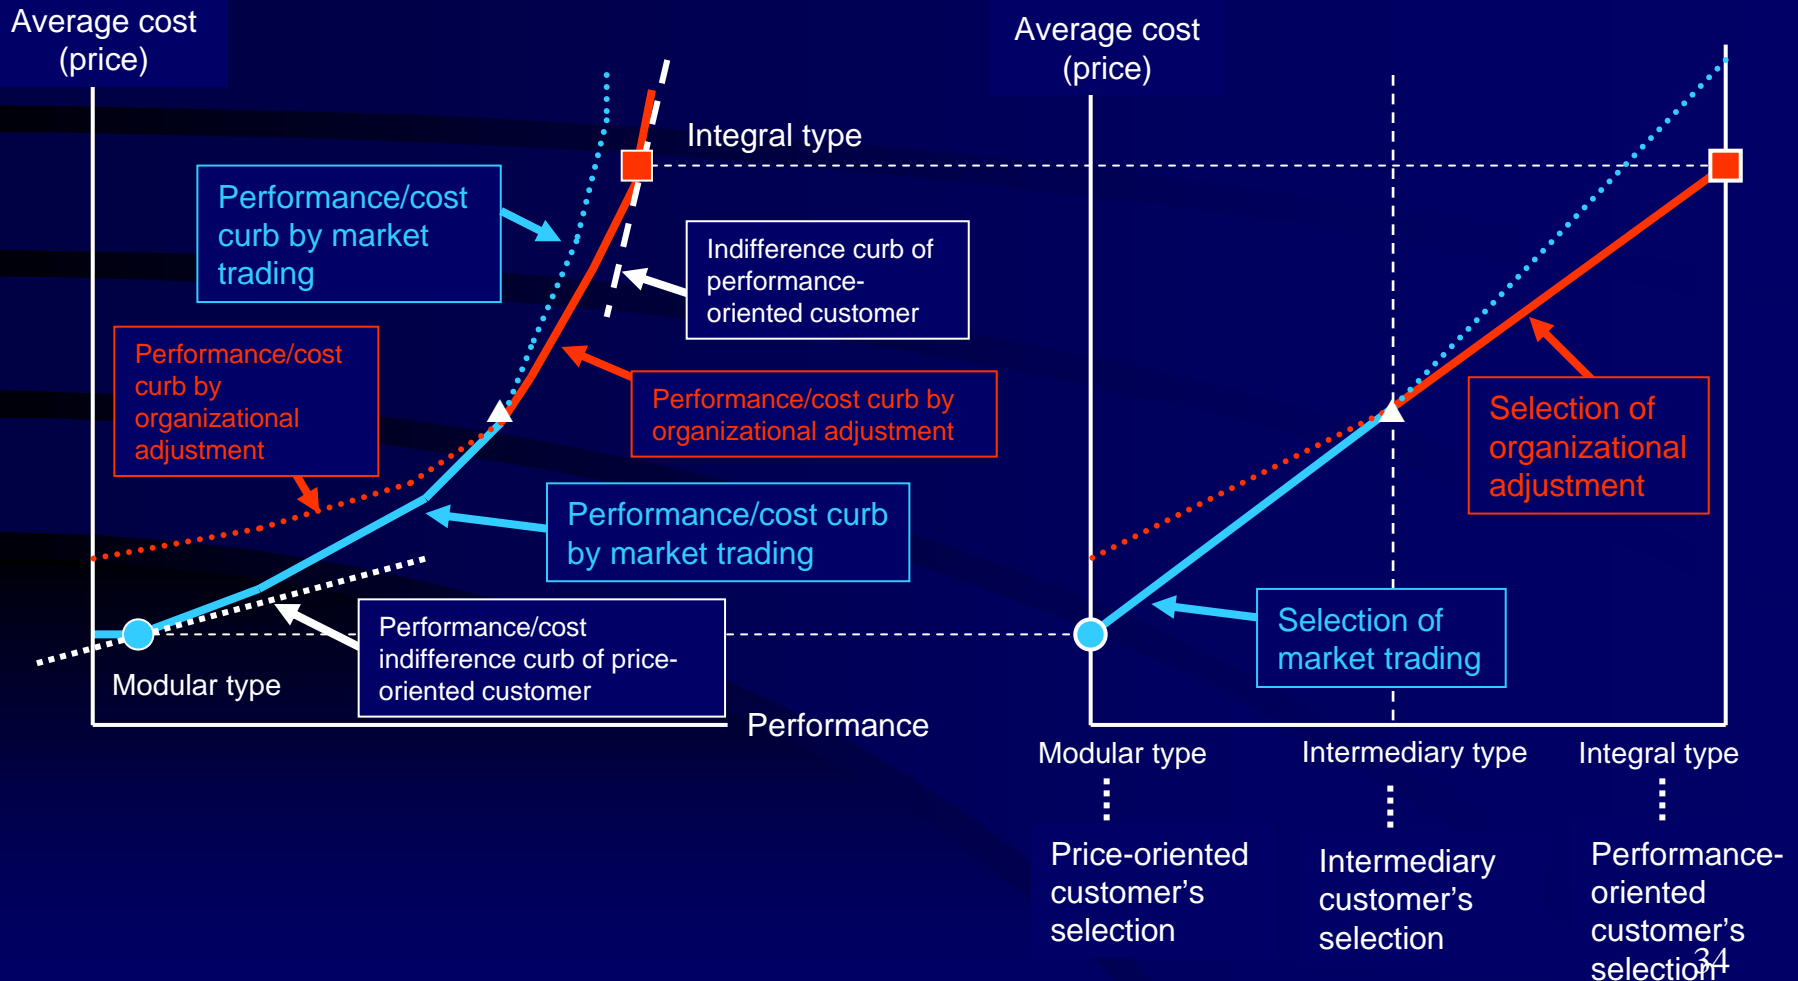 Average cost
(price)
Performance/cost
curb by market
trading
Performance/cost
curb by
organizational
adjustment
Integral type
Indifference curb of
performance-
oriented customer
Performance/cost curb by
organizational adjustment
Performance/cost curb
by market trading
Performance/cost
indifference curb of price-
oriented customer
Modular type
Performance
Average cost
(price)
Selection of
organizational
adjustment
Selection of
market trading
Modular type
Intermediary type
Integral type
Price-oriented
customer’s
selection
Intermediary
customer’s
selection
Performance-
oriented
customer’s
selection
34